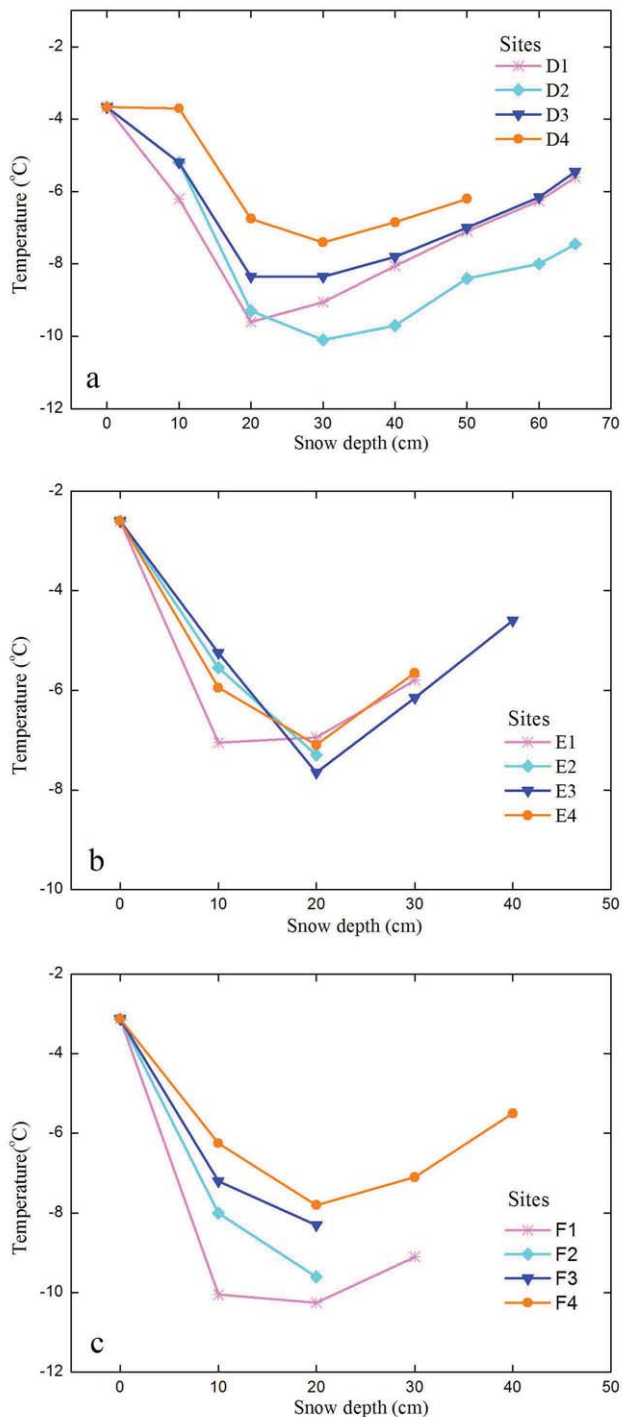 -2
-4
-6
-8
-10
-12
Temperature (°C)
Sites
D1
D2
D3
D4
a
0 10 20 30 40 50 60 70
Snow depth (cm)
-2
-4
-6
-8
-10
Temperature (°C)
Sites
E1
E2
E3
E4
b
0 10 20 30 40 50
Snow depth (cm)
-2
-4
-6
-8
-10
-12
Temperature(°C)
Sites
F1
F2
F3
F4
c
0 10 20 30 40 50
Snow depth (cm)